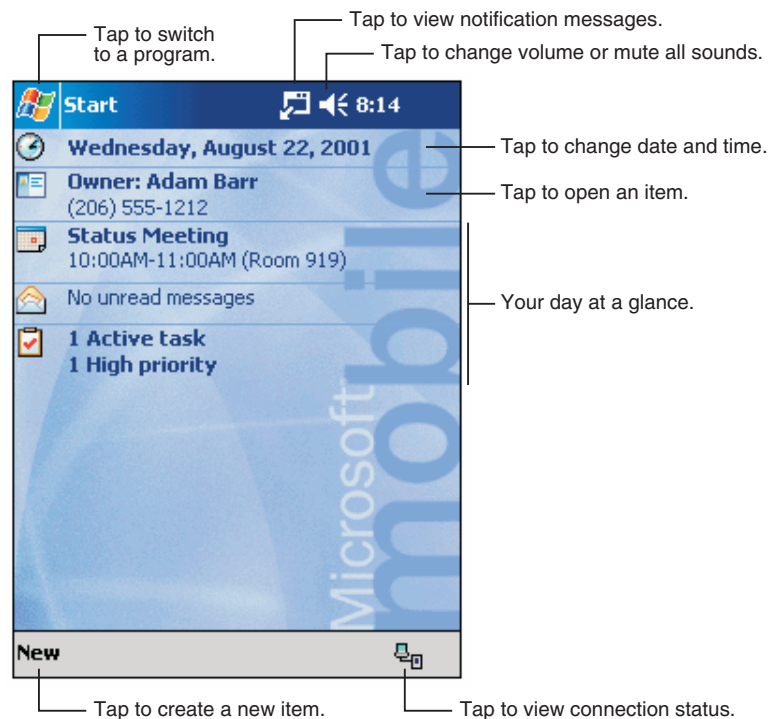 Tap to switch
to a program.
Tap to view notification messages.
Tap to change volume or mute all sounds.
Start 8:14
Wednesday, August 22, 2001
Tap to change date and time.
Owner: Adam Barr
(206) 555-1212
Tap to open an item.
Status Meeting
10:00AM-11:00AM (Room 919)
No unread messages
Your day at a glance.
1 Active task
1 High priority
Microsoft
mobile
New
Tap to create a new item.
Tap to view connection status.